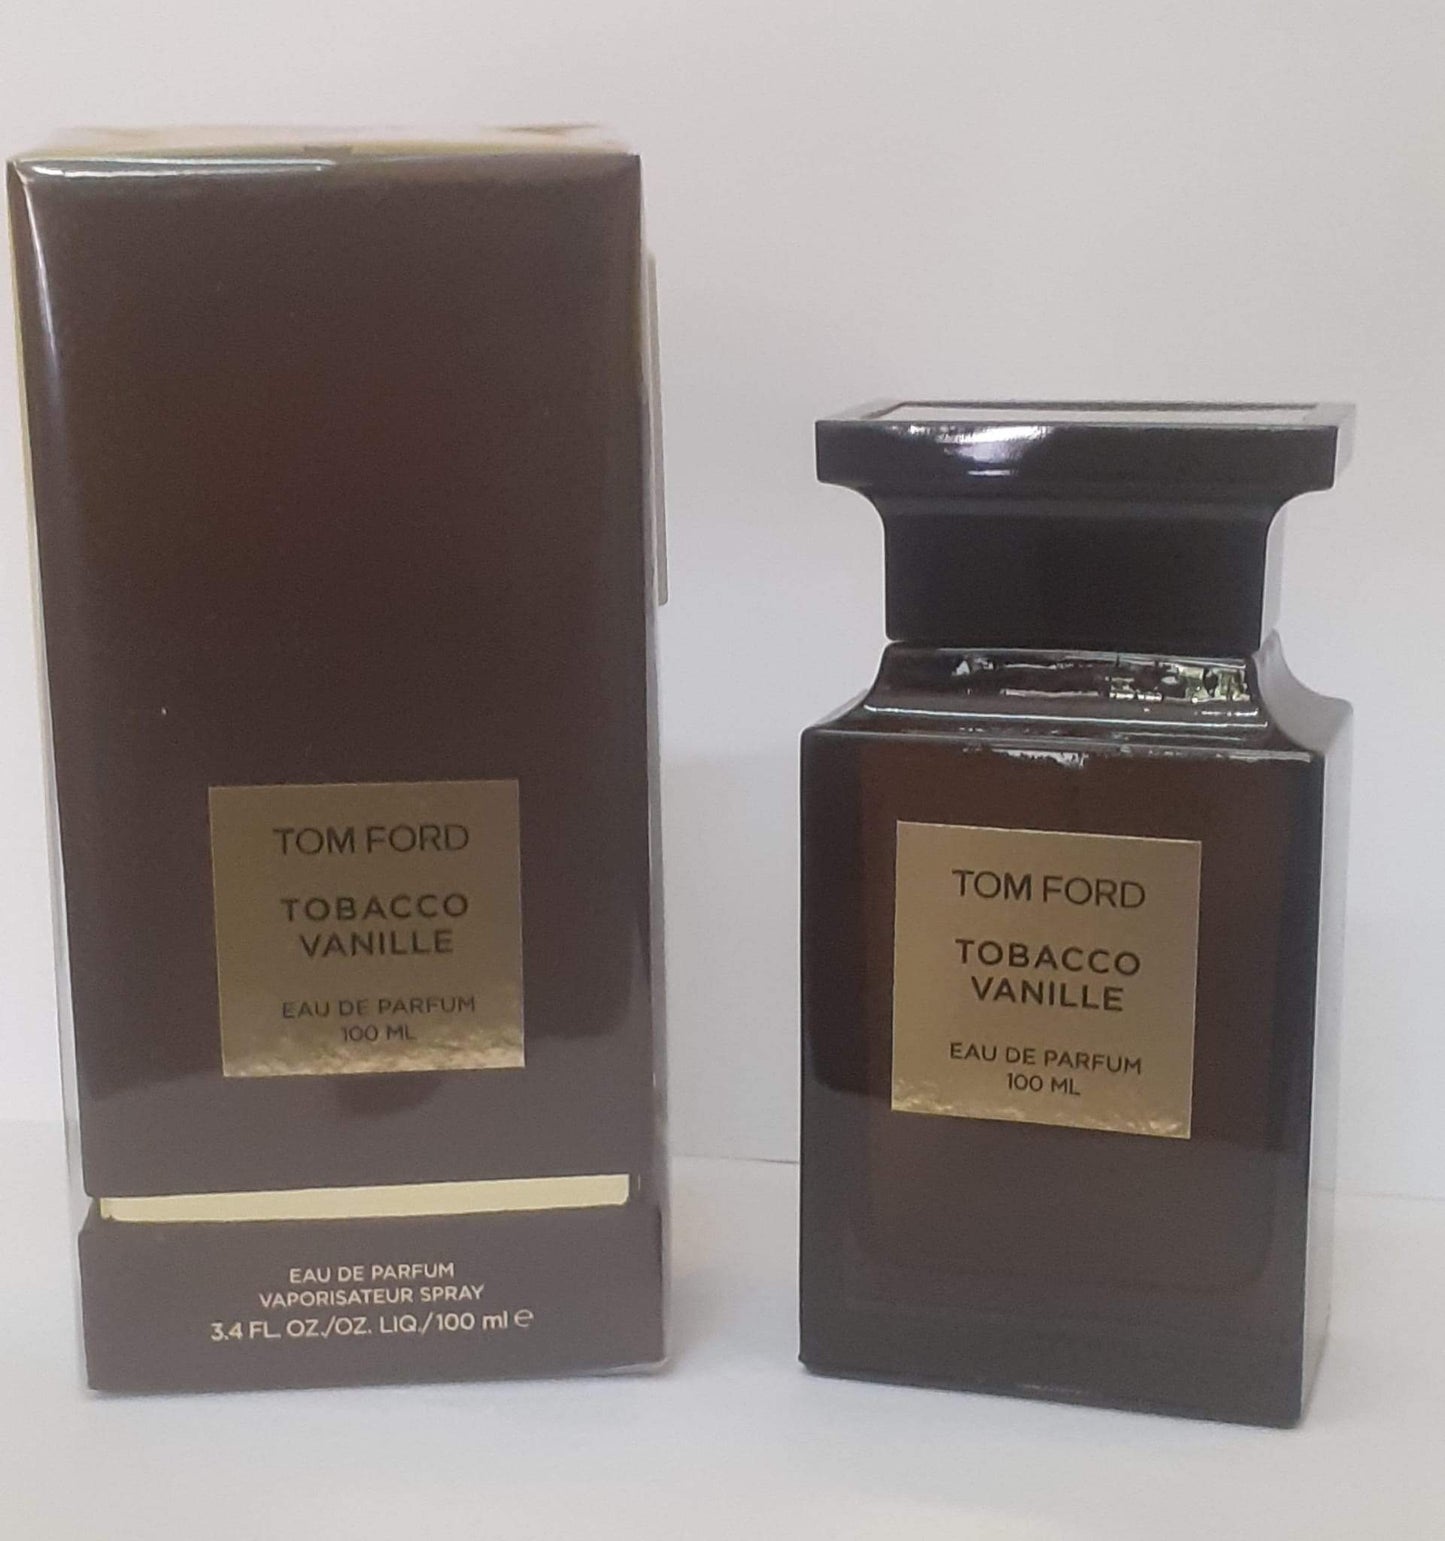 TOM FORD
TOBACCO
VANILLE
EAU DE PARFUM
100 ML
EAU DE PARFUM
VAPORISATEUR SPRAY
3.4 FL. OZ./OZ. LIQ./100 ml ℮
TOM FORD
TOBACCO
VANILLE
EAU DE PARFUM
100 ML